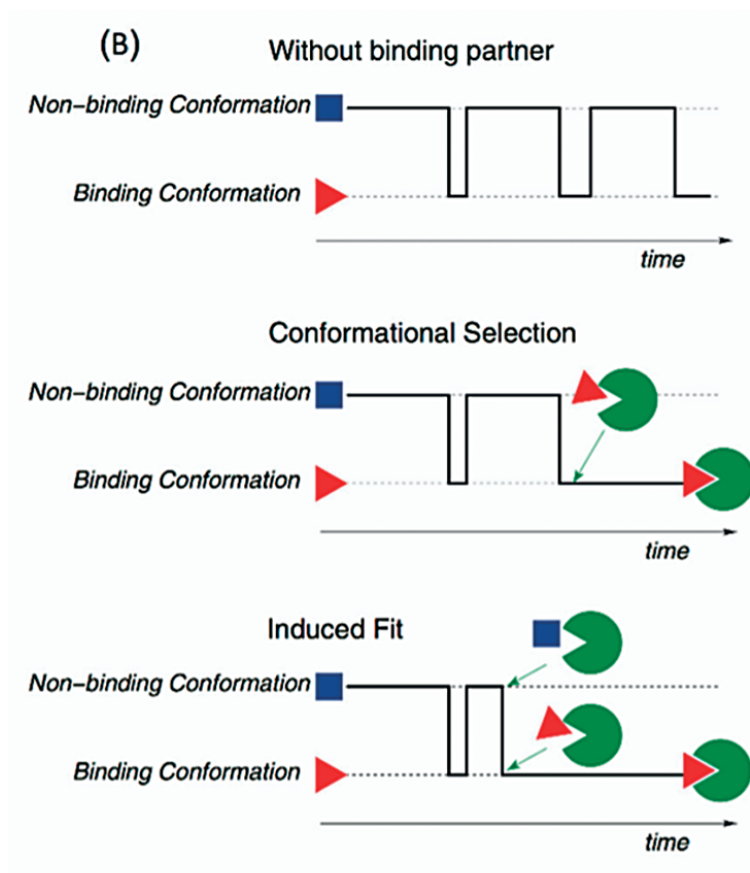 (B)
Without binding partner
Non–binding Conformation
Binding Conformation
time
Conformational Selection
Non–binding Conformation
Binding Conformation
time
Induced Fit
Non–binding Conformation
Binding Conformation
time